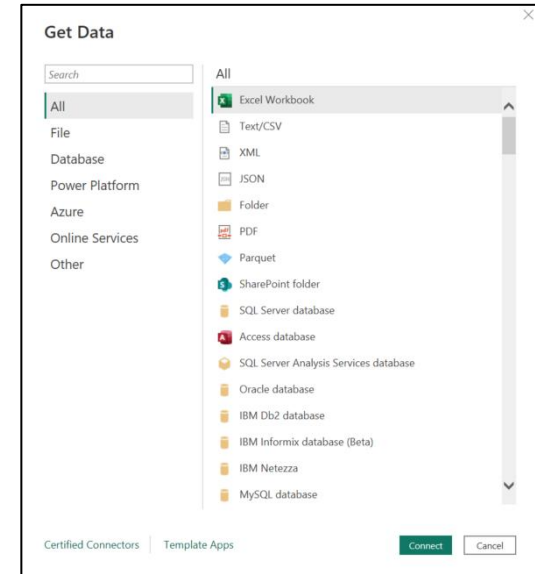 Get Data
Search
All
File
Database
Power Platform
Azure
Online Services
Other
All
Excel Workbook
Text/CSV
XML
JSON
Folder
PDF
Parquet
SharePoint folder
SQL Server database
Access database
SQL Server Analysis Services database
Oracle database
IBM Db2 database
IBM Informix database (Beta)
IBM Netezza
MySQL database
Certified Connectors
Template Apps
Connect
Cancel